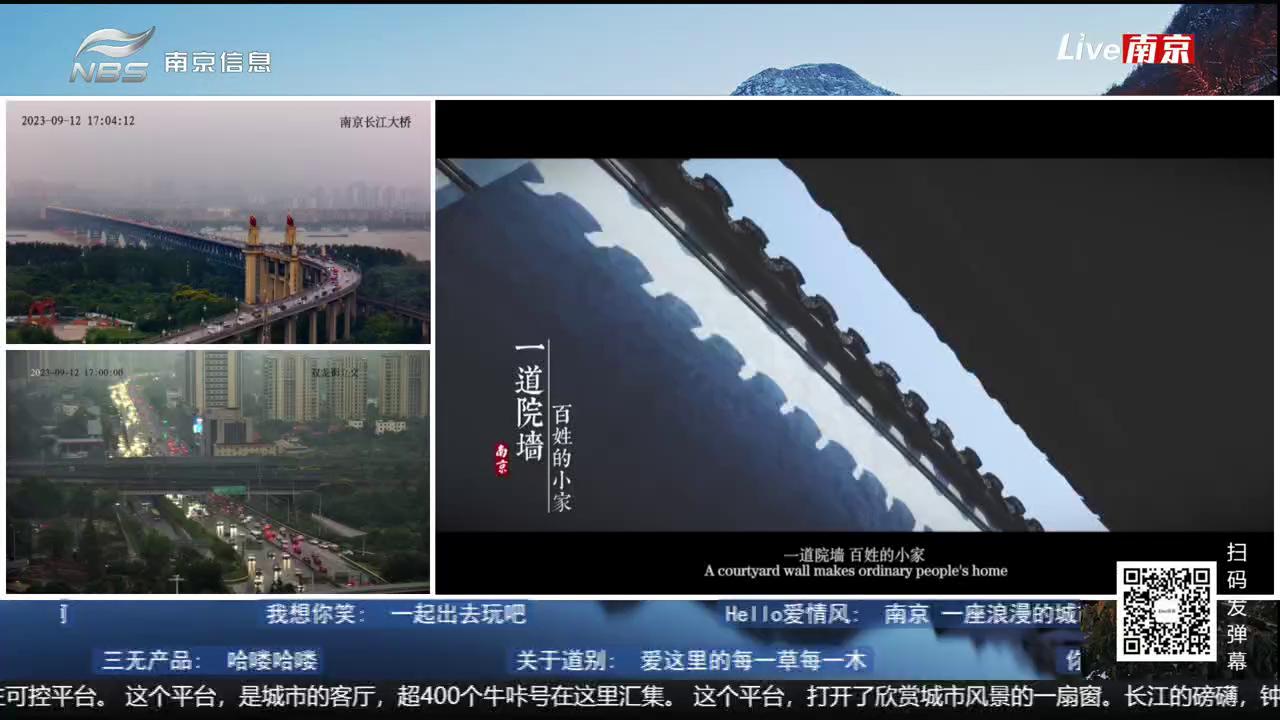 NBS 南京信息
Live南京
2023-09-12 17:04:12
南京长江大桥
2023-09-12 17:00:00
一道院墙
百姓的小家
南京
一道院墙 百姓的小家
A courtyard wall makes ordinary people's home
扫码发弹幕
我想你笑： 一起出去玩吧
Hello爱情风： 南京 一座浪漫的城
三无产品： 哈喽哈喽
关于道别： 爱这里的每一草每一木
可控平台。 这个平台，是城市的客厅，超400个牛咔号在这里汇集。 这个平台，打开了欣赏城市风景的一扇窗。长江的磅礴，钟